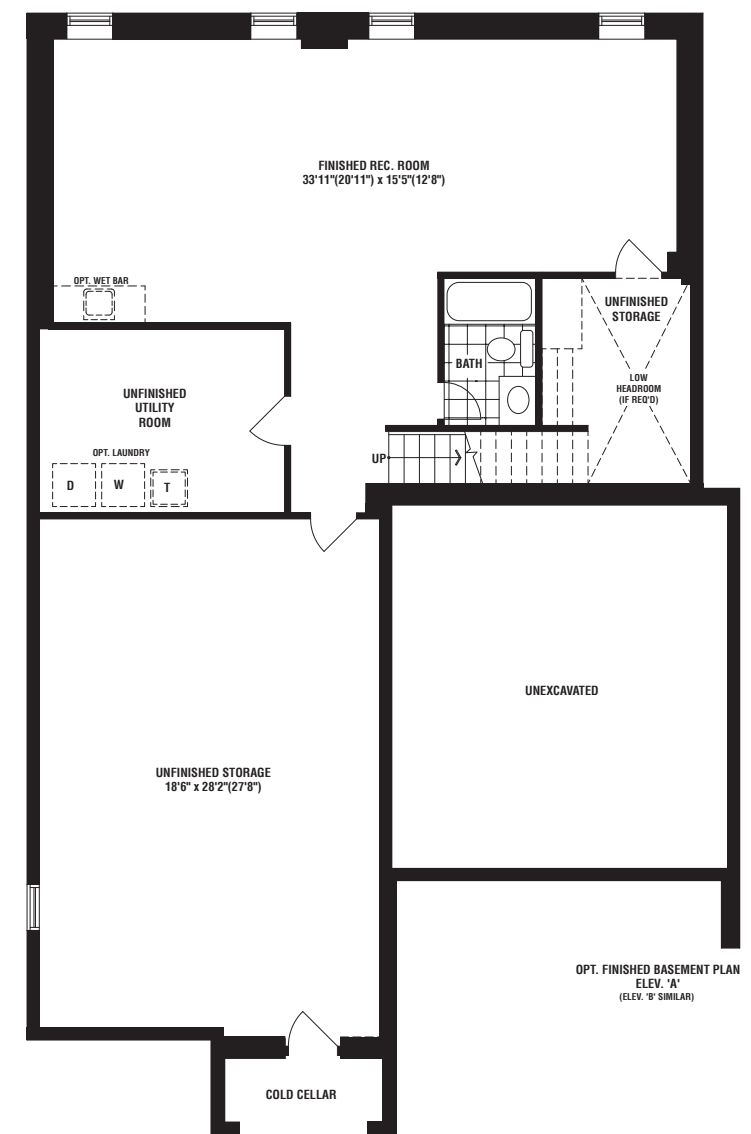 FINISHED REC. ROOM
33'11"(20'11") x 15'5"(12'8")
OPT. WET BAR
UNFINISHED
STORAGE
BATH
LOW
HEADROOM
(IF REQ'D)
UNFINISHED
UTILITY
ROOM
OPT. LAUNDRY
UP
D
W
T
UNEXCAVATED
UNFINISHED STORAGE
18'6" x 28'2"(27'8")
OPT. FINISHED BASEMENT PLAN
ELEV. 'A'
(ELEV. 'B' SIMILAR)
COLD CELLAR